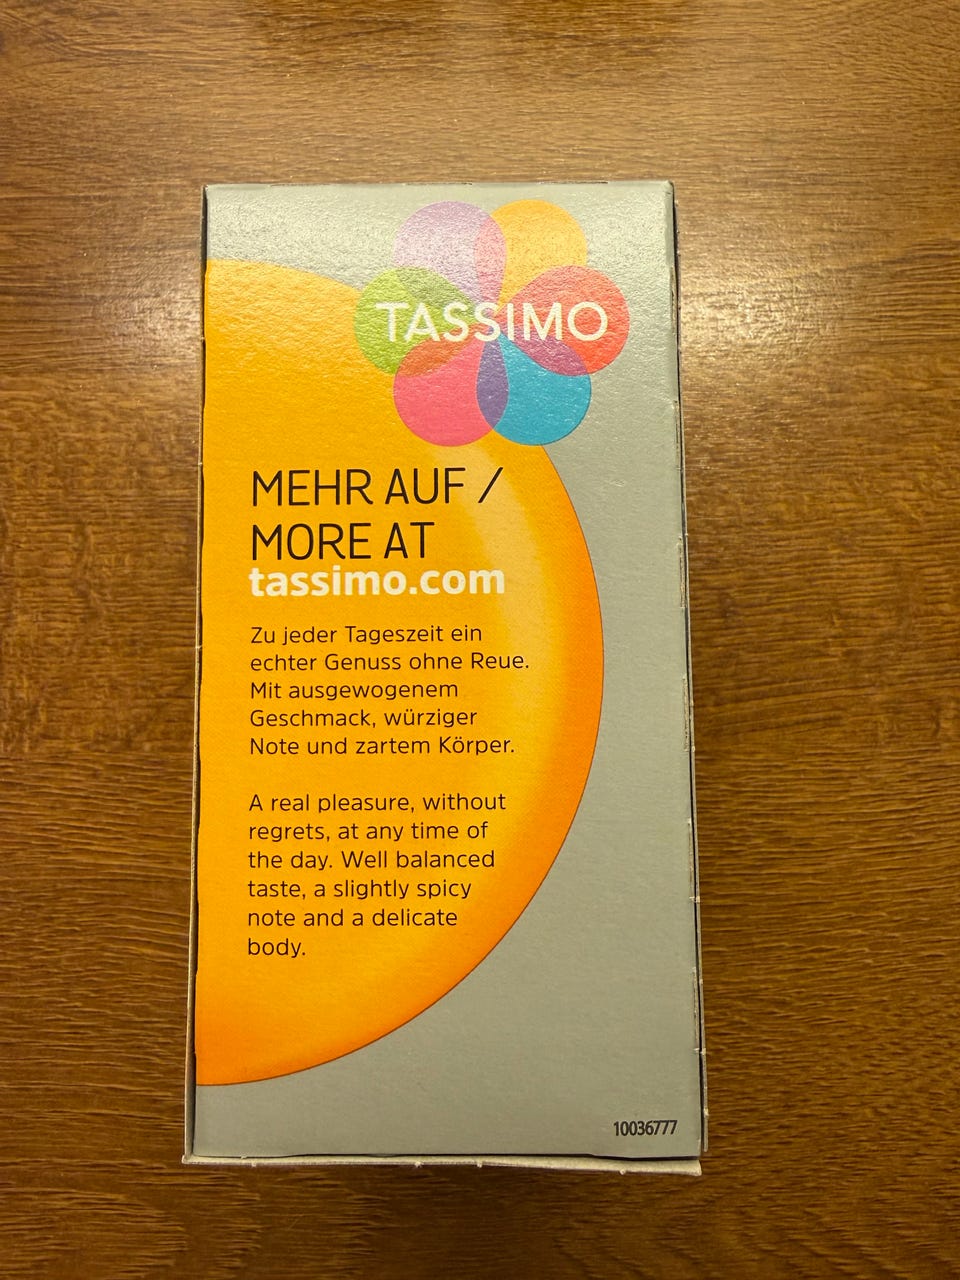 TASSIMO
MEHR AUF /
MORE AT
tassimo.com
Zu jeder Tageszeit ein
echter Genuss ohne Reue.
Mit ausgewogenem
Geschmack, würziger
Note und zartem Körper.
A real pleasure, without
regrets, at any time of
the day. Well balanced
taste, a slightly spicy
note and a delicate
body.
10036777